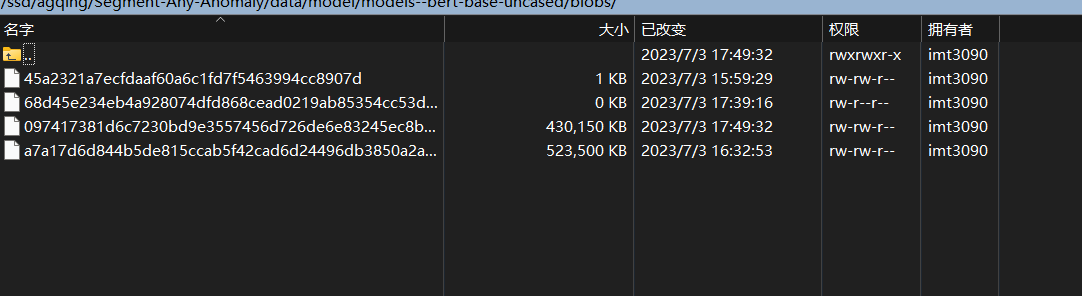 /ssd/agqing/Segment-Any-Anomaly/data/model/models--bert-base-uncased/blobs/
名字 大小 已改变 权限 拥有者
.. 2023/7/3 17:49:32 rwxrwxr-x imt3090
45a2321a7ecfdaaf60a6c1fd7f5463994cc8907d 1 KB 2023/7/3 15:59:29 rw-rw-r-- imt3090
68d45e234eb4a928074dfd868cead0219ab85354cc53d... 0 KB 2023/7/3 17:39:16 rw-r--r-- imt3090
097417381d6c7230bd9e3557456d726de6e83245ec8b... 430,150 KB 2023/7/3 17:49:32 rw-rw-r-- imt3090
a7a17d6d844b5de815ccab5f42cad6d24496db3850a2a... 523,500 KB 2023/7/3 16:32:53 rw-rw-r-- imt3090